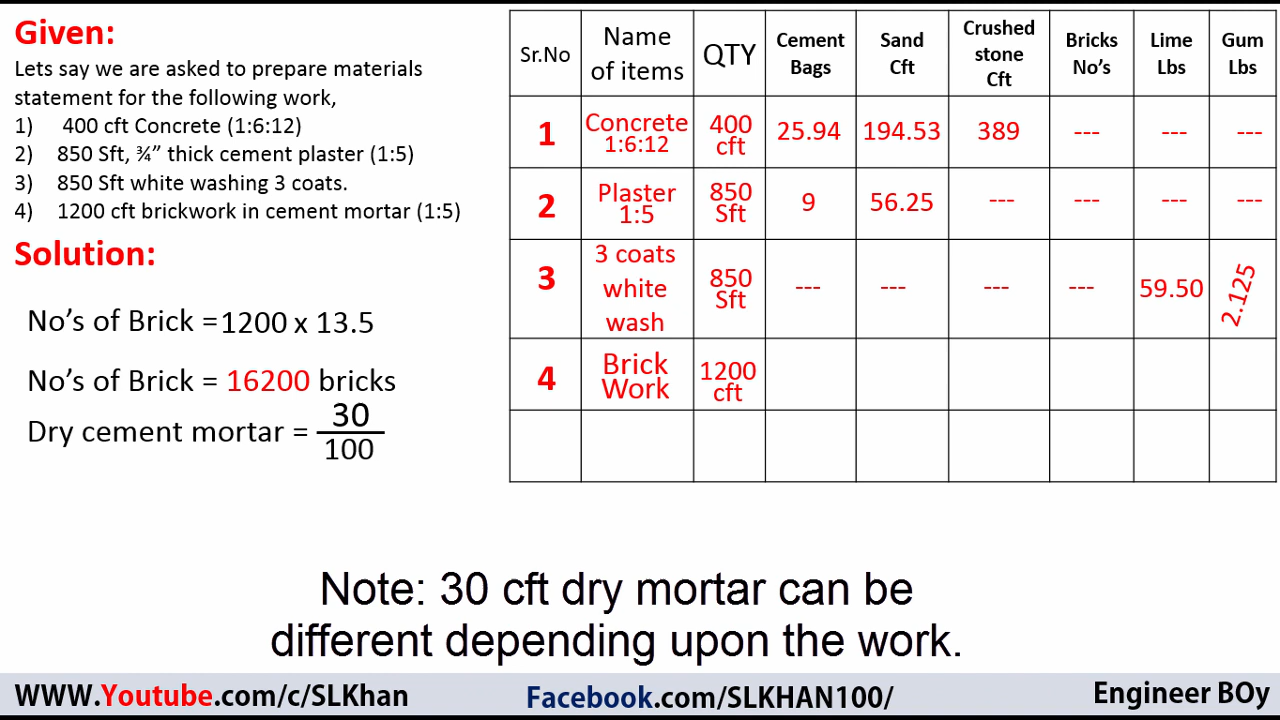 Given:
Lets say we are asked to prepare materials
statement for the following work,
1) 400 cft Concrete (1:6:12)
2) 850 Sft, ¾” thick cement plaster (1:5)
3) 850 Sft white washing 3 coats.
4) 1200 cft brickwork in cement mortar (1:5)
Solution:
No’s of Brick =1200 x 13.5
No’s of Brick = 16200 bricks
Dry cement mortar = 30
100
Sr.No Name of items QTY Cement Bags Sand Cft Crushed stone Cft Bricks No’s Lime Lbs Gum Lbs
1 Concrete 1:6:12 400 cft 25.94 194.53 389 --- --- ---
2 Plaster 1:5 850 Sft 9 56.25 --- --- --- ---
3 3 coats white wash 850 Sft --- --- --- --- 59.50 2.125
4 Brick Work 1200 cft
Note: 30 cft dry mortar can be
different depending upon the work.
WWW.Youtube.com/c/SLKhan Facebook.com/SLKHAN100/ Engineer BOy